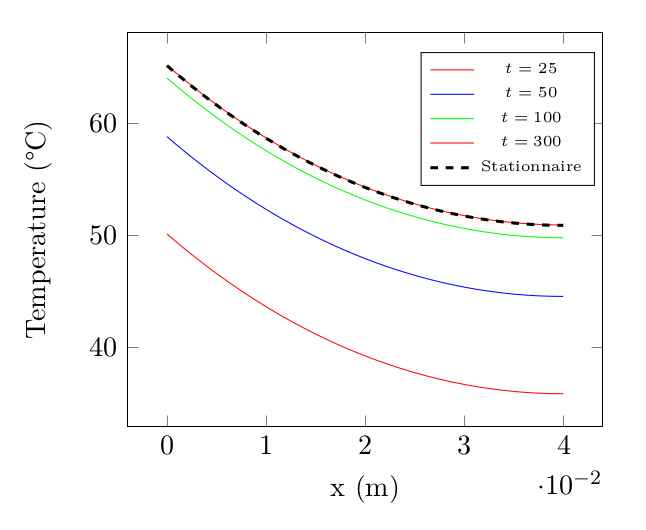 t = 25
t = 50
t = 100
t = 300
Stationnaire
Temperature (°C)
60
50
40
0 1 2 3 4
x (m)
·10⁻²